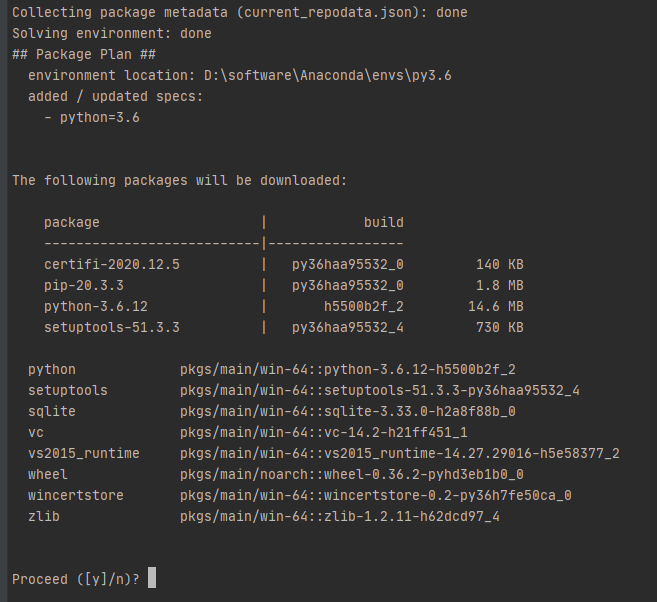 Collecting package metadata (current_repodata.json): done
Solving environment: done
## Package Plan ##
  environment location: D:\software\Anaconda\envs\py3.6
  added / updated specs:
    - python=3.6
The following packages will be downloaded:
    package                    |            build
    ---------------------------|-----------------
    certifi-2020.12.5          |   py36haa95532_0         140 KB
    pip-20.3.3                 |   py36haa95532_0         1.8 MB
    python-3.6.12              |       h5500b2f_2        14.6 MB
    setuptools-51.3.3          |   py36haa95532_4         730 KB
  python             pkgs/main/win-64::python-3.6.12-h5500b2f_2
  setuptools         pkgs/main/win-64::setuptools-51.3.3-py36haa95532_4
  sqlite             pkgs/main/win-64::sqlite-3.33.0-h2a8f88b_0
  vc                 pkgs/main/win-64::vc-14.2-h21ff451_1
  vs2015_runtime     pkgs/main/win-64::vs2015_runtime-14.27.29016-h5e58377_2
  wheel              pkgs/main/noarch::wheel-0.36.2-pyhd3eb1b0_0
  wincertstore       pkgs/main/win-64::wincertstore-0.2-py36h7fe50ca_0
  zlib               pkgs/main/win-64::zlib-1.2.11-h62dcd97_4
Proceed ([y]/n)?